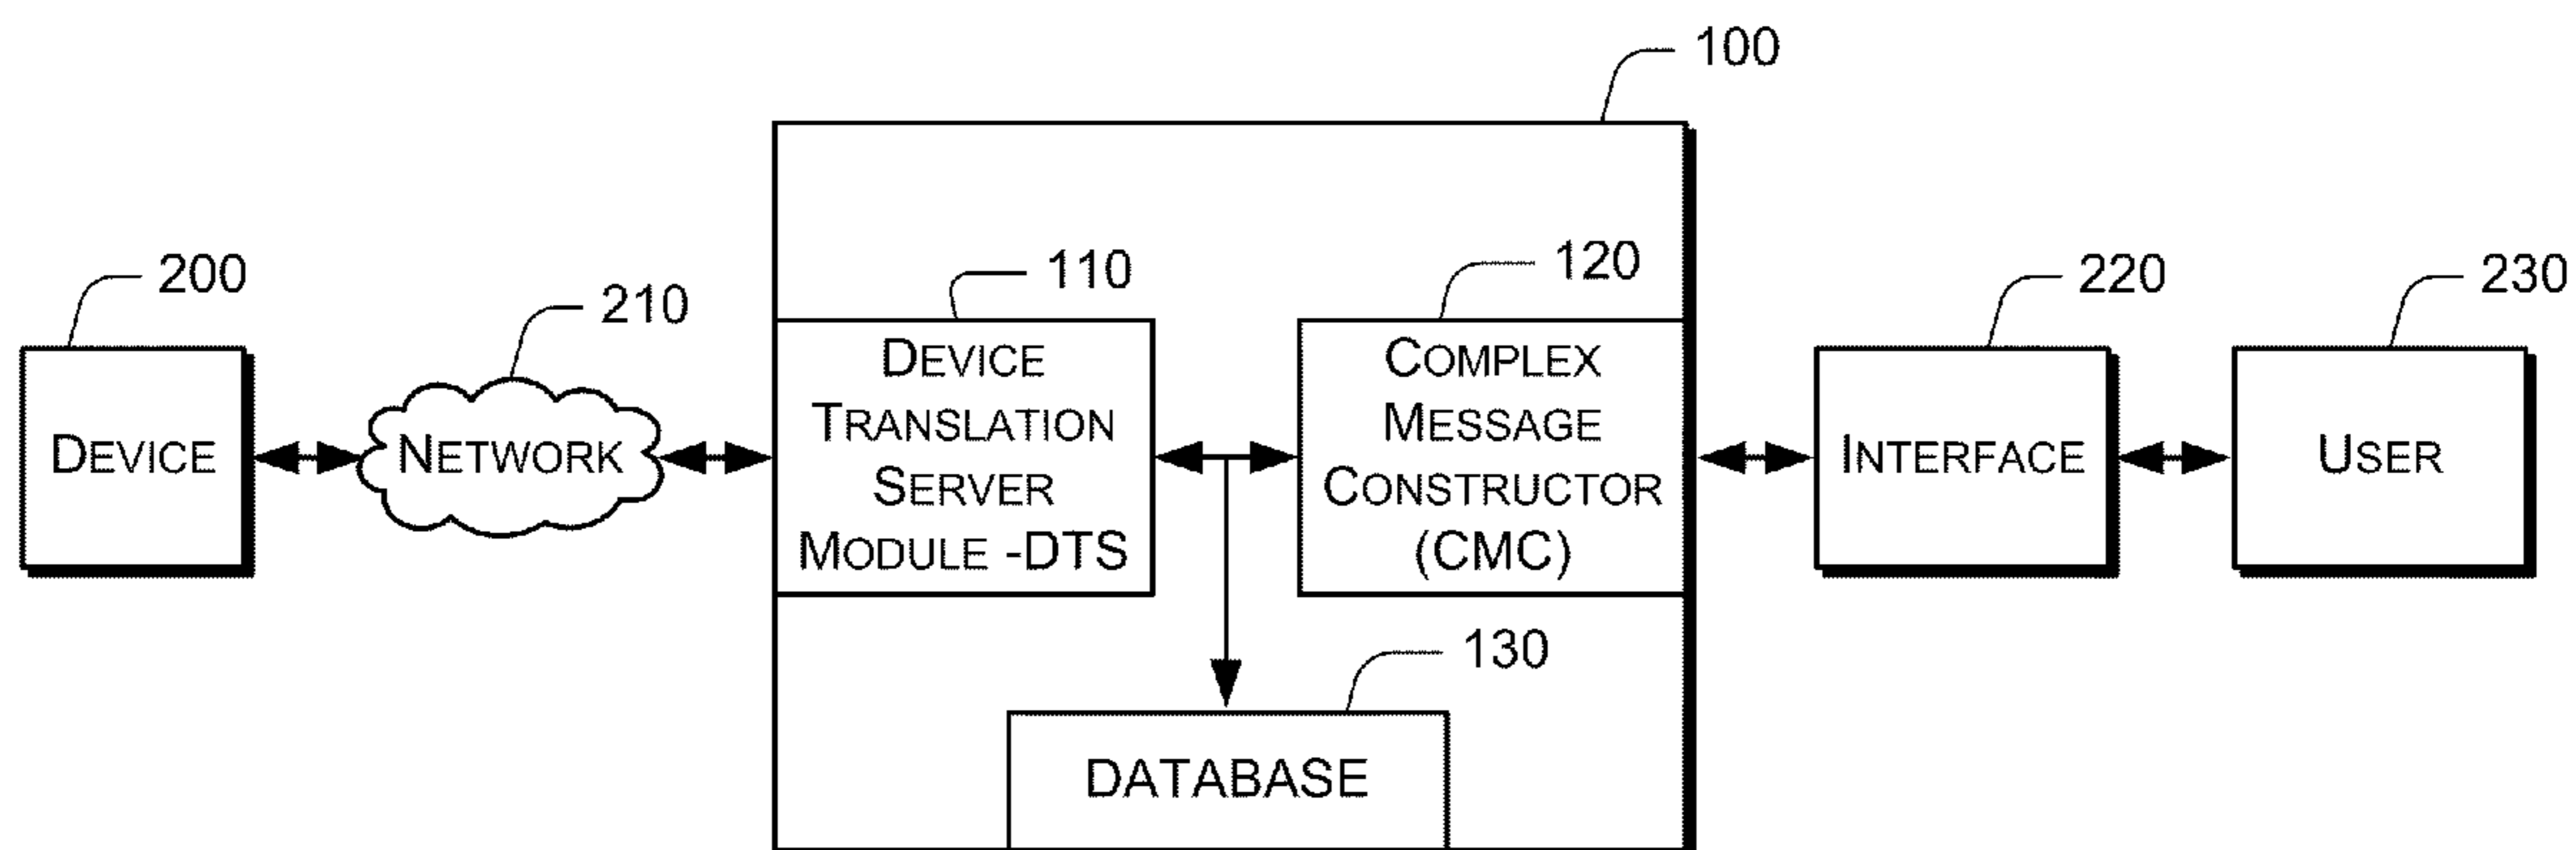 100
200
210
110
120
220
230
DEVICE
NETWORK
DEVICE
TRANSLATION
SERVER
MODULE -DTS
COMPLEX
MESSAGE
CONSTRUCTOR
(CMC)
INTERFACE
USER
130
DATABASE